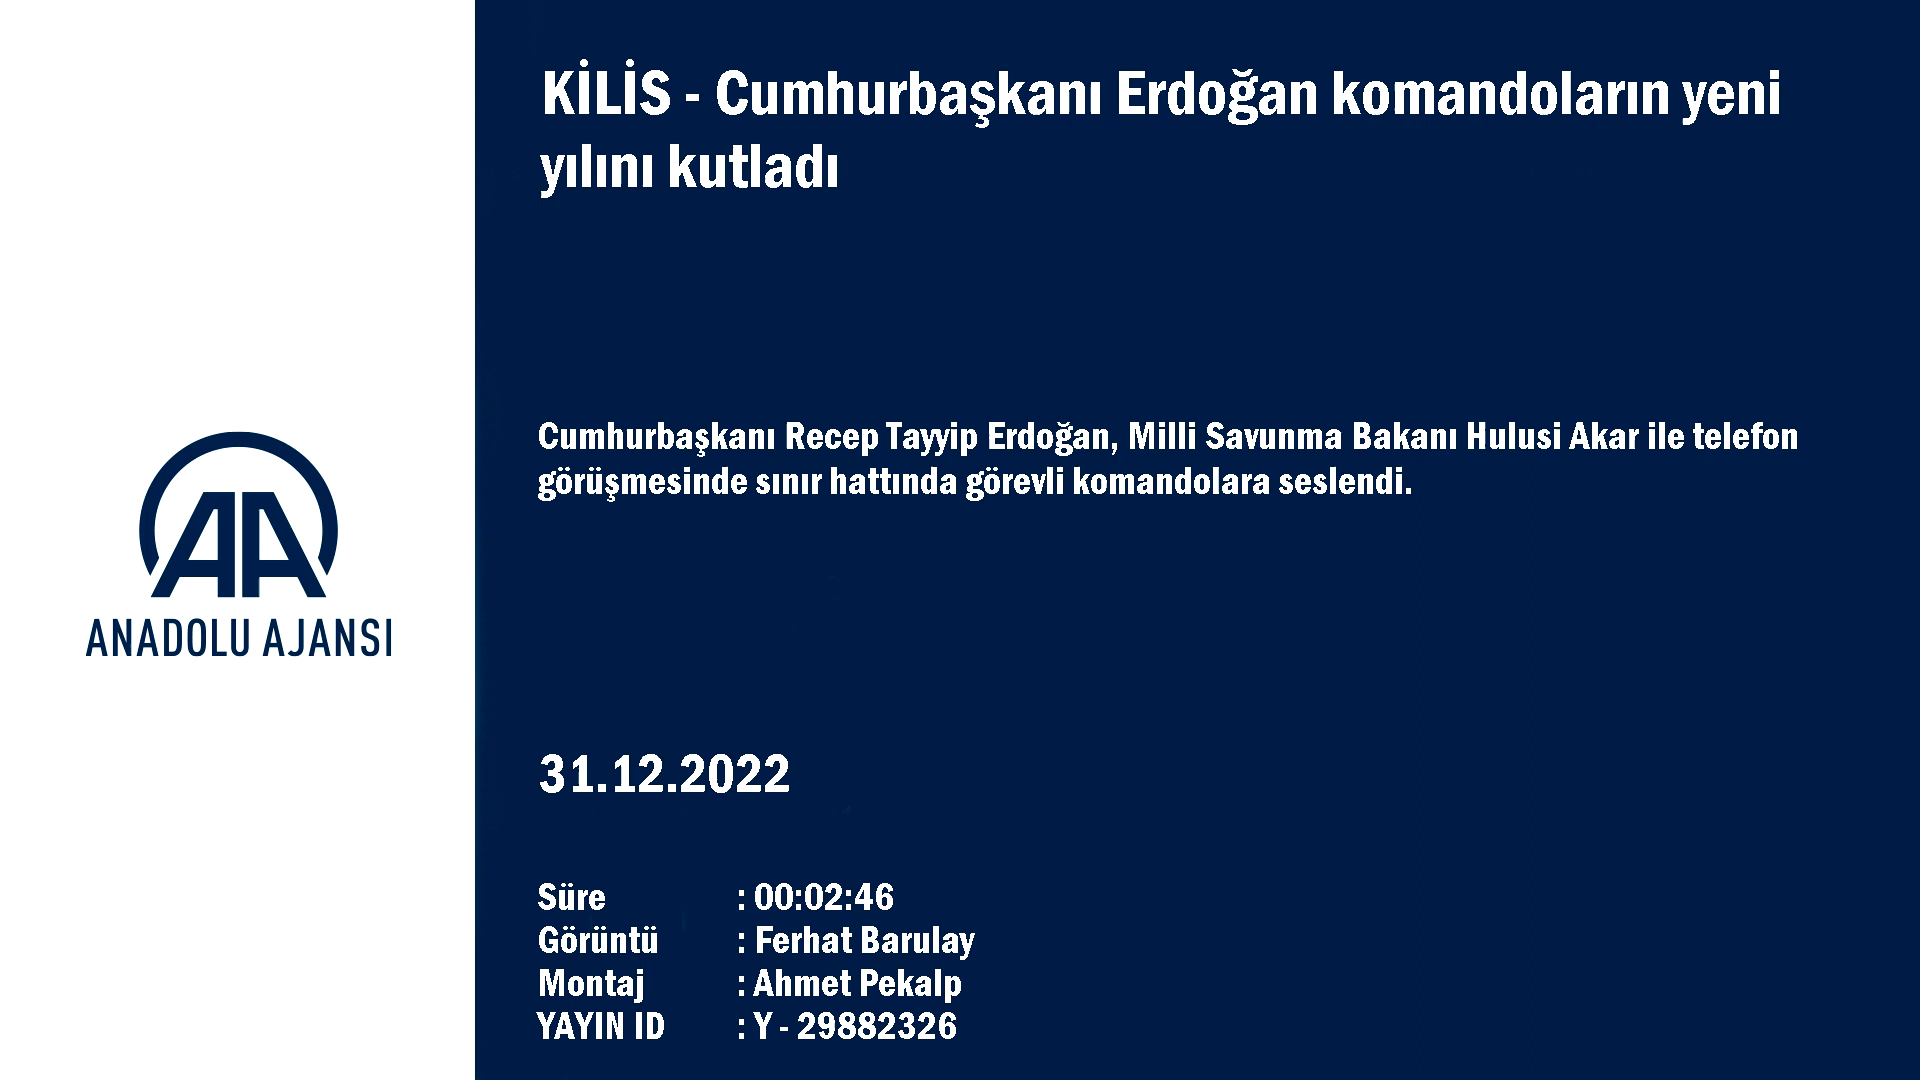 KİLİS - Cumhurbaşkanı Erdoğan komandoların yeni
yılını kutladı
Cumhurbaşkanı Recep Tayyip Erdoğan, Milli Savunma Bakanı Hulusi Akar ile telefon
görüşmesinde sınır hattında görevli komandolara seslendi.
AA
ANADOLU AJANSI
31.12.2022
Süre : 00:02:46
Görüntü : Ferhat Barulay
Montaj : Ahmet Pekalp
YAYIN ID : Y - 29882326